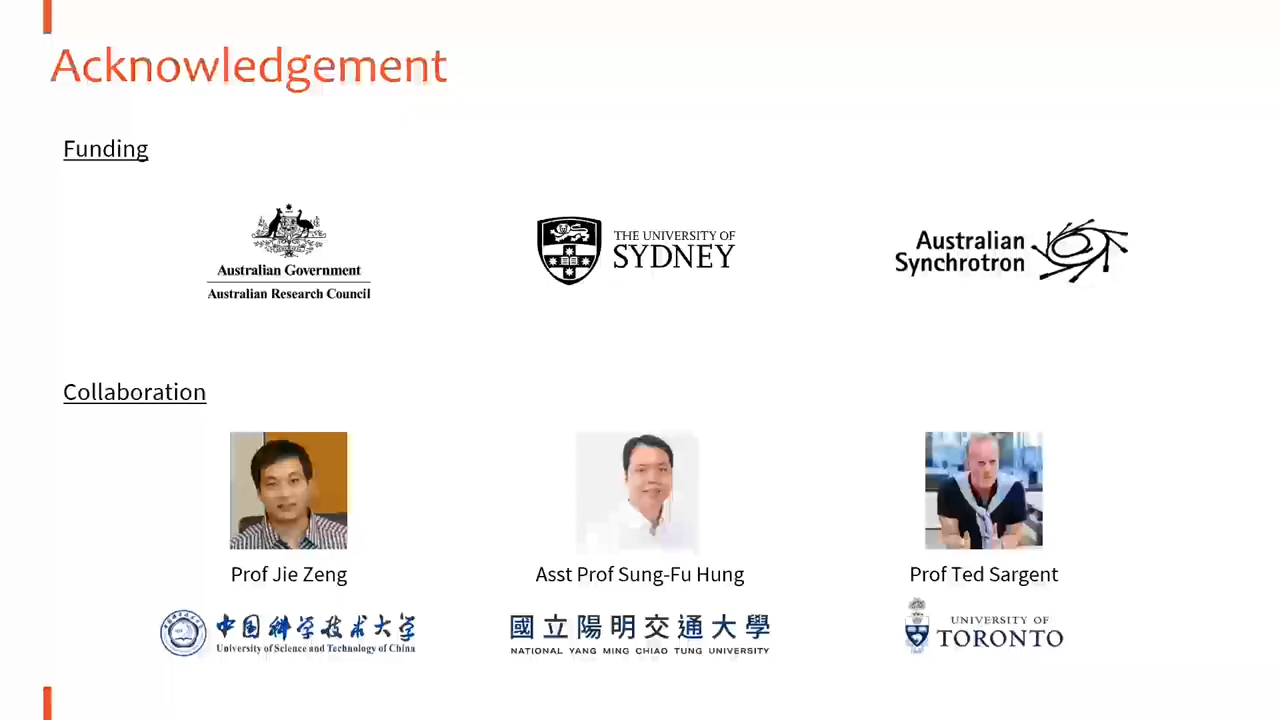 Acknowledgement
Funding
Australian Government
Australian Research Council
THE UNIVERSITY OF
SYDNEY
Australian
Synchrotron
Collaboration
Prof Jie Zeng
Asst Prof Sung-Fu Hung
Prof Ted Sargent
中国科学技术大学
University of Science and Technology of China
國立陽明交通大學
NATIONAL YANG MING CHIAO TUNG UNIVERSITY
UNIVERSITY OF
TORONTO